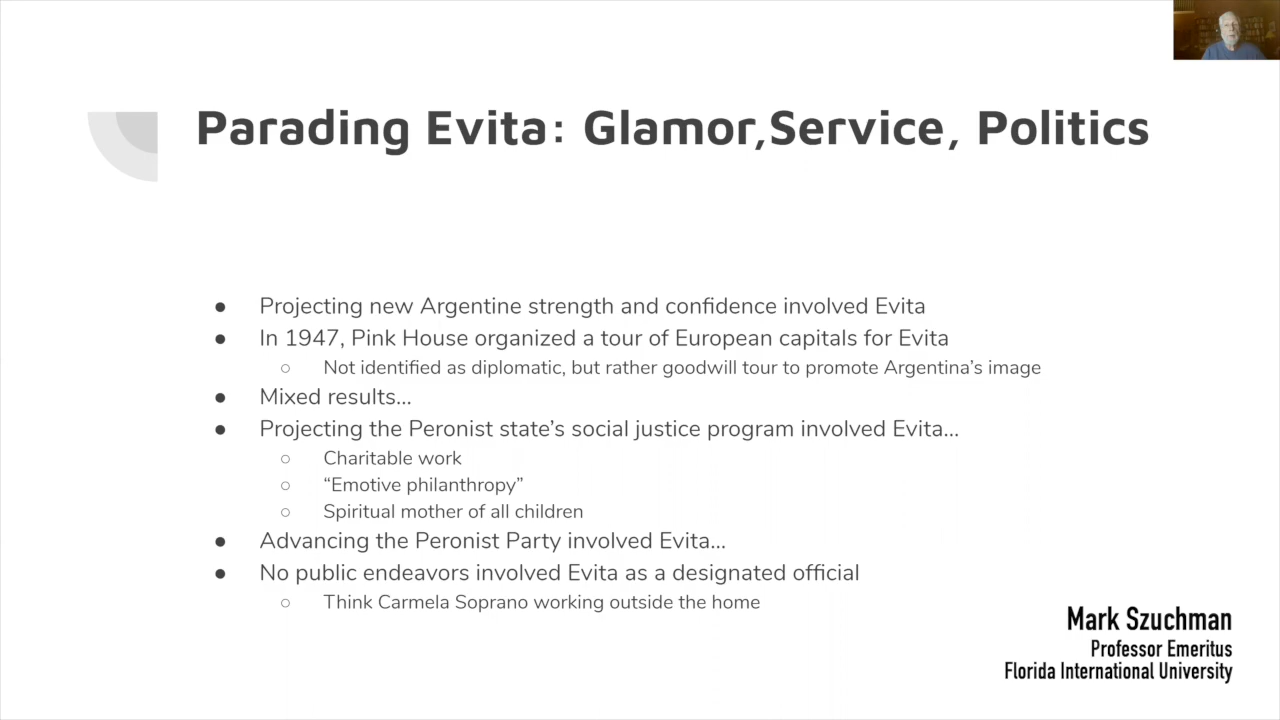 Parading Evita: Glamor,Service, Politics
● Projecting new Argentine strength and confidence involved Evita
● In 1947, Pink House organized a tour of European capitals for Evita
○ Not identified as diplomatic, but rather goodwill tour to promote Argentina’s image
● Mixed results...
● Projecting the Peronist state’s social justice program involved Evita...
○ Charitable work
○ “Emotive philanthropy”
○ Spiritual mother of all children
● Advancing the Peronist Party involved Evita...
● No public endeavors involved Evita as a designated official
○ Think Carmela Soprano working outside the home
Mark Szuchman
Professor Emeritus
Florida International University